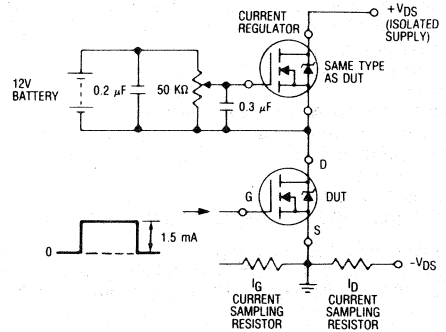 +VDS
(ISOLATED
SUPPLY)
CURRENT
REGULATOR
SAME TYPE
AS DUT
12V
BATTERY
0.2 µF
50 KΩ
0.3 µF
D
G
DUT
S
0
1.5 mA
-VDS
IG
CURRENT
SAMPLING
RESISTOR
ID
CURRENT
SAMPLING
RESISTOR